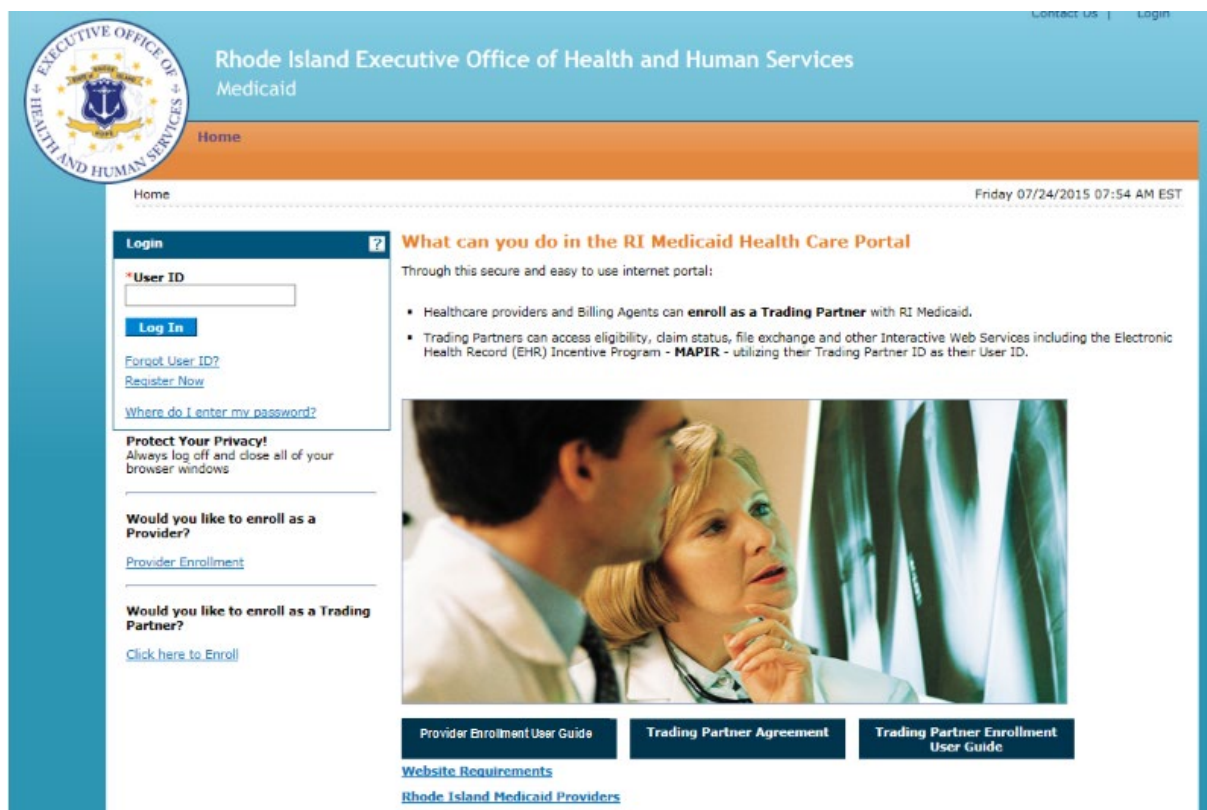 Contact Us | Login
EXECUTIVE OFFICE OF HEALTH AND HUMAN SERVICES
Rhode Island Executive Office of Health and Human Services
Medicaid
Home
Home
Friday 07/24/2015 07:54 AM EST
Login
?
*User ID
Log In
Forgot User ID?
Register Now
Where do I enter my password?
Protect Your Privacy!
Always log off and close all of your
browser windows
Would you like to enroll as a
Provider?
Provider Enrollment
Would you like to enroll as a Trading
Partner?
Click here to Enroll
What can you do in the RI Medicaid Health Care Portal
Through this secure and easy to use internet portal:
▪ Healthcare providers and Billing Agents can enroll as a Trading Partner with RI Medicaid.
▪ Trading Partners can access eligibility, claim status, file exchange and other Interactive Web Services including the Electronic
Health Record (EHR) Incentive Program - MAPIR - utilizing their Trading Partner ID as their User ID.
Provider Enrollment User Guide
Trading Partner Agreement
Trading Partner Enrollment
User Guide
Website Requirements
Rhode Island Medicaid Providers